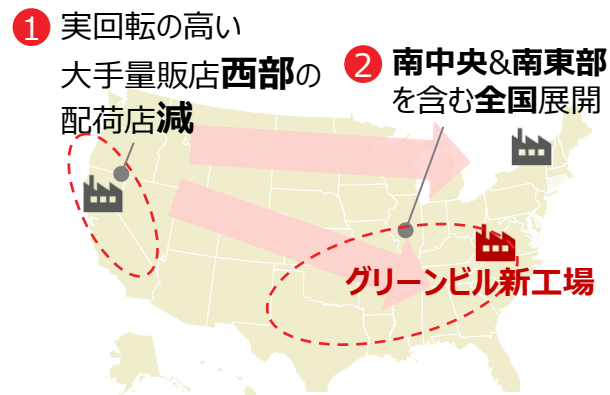 1 実回転の高い
大手量販店西部の
配荷店減
2 南中央&南東部
を含む全国展開
グリーンビル新工場